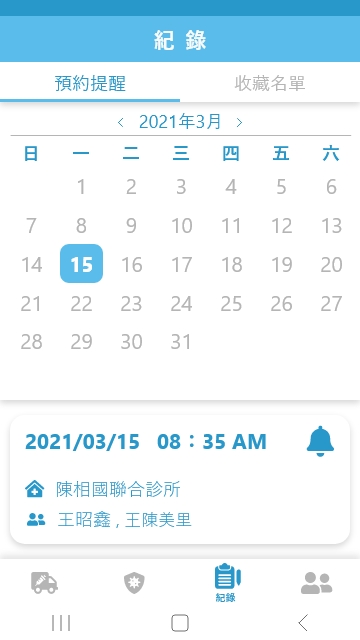 紀 錄
預約提醒 收藏名單
2021年3月
日 一 二 三 四 五 六
1 2 3 4 5 6
7 8 9 10 11 12 13
14 15 16 17 18 19 20
21 22 23 24 25 26 27
28 29 30 31
2021/03/15 08：35 AM
陳相國聯合診所
王昭鑫 , 王陳美里
紀錄